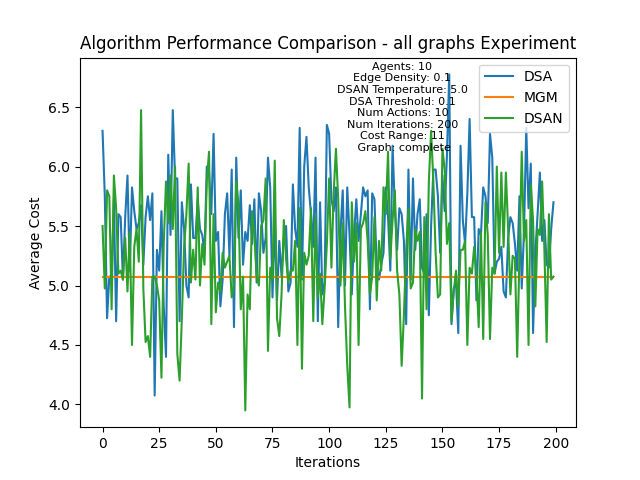 Algorithm Performance Comparison - all graphs Experiment
Agents: 10
Edge Density: 0.1
DSAN Temperature: 5.0
DSA Threshold: 0.1
Num Actions: 10
Num Iterations: 200
Cost Range: 11
Graph: complete
DSA
MGM
DSAN
Average Cost
6.5
6.0
5.5
5.0
4.5
4.0
0 25 50 75 100 125 150 175 200
Iterations